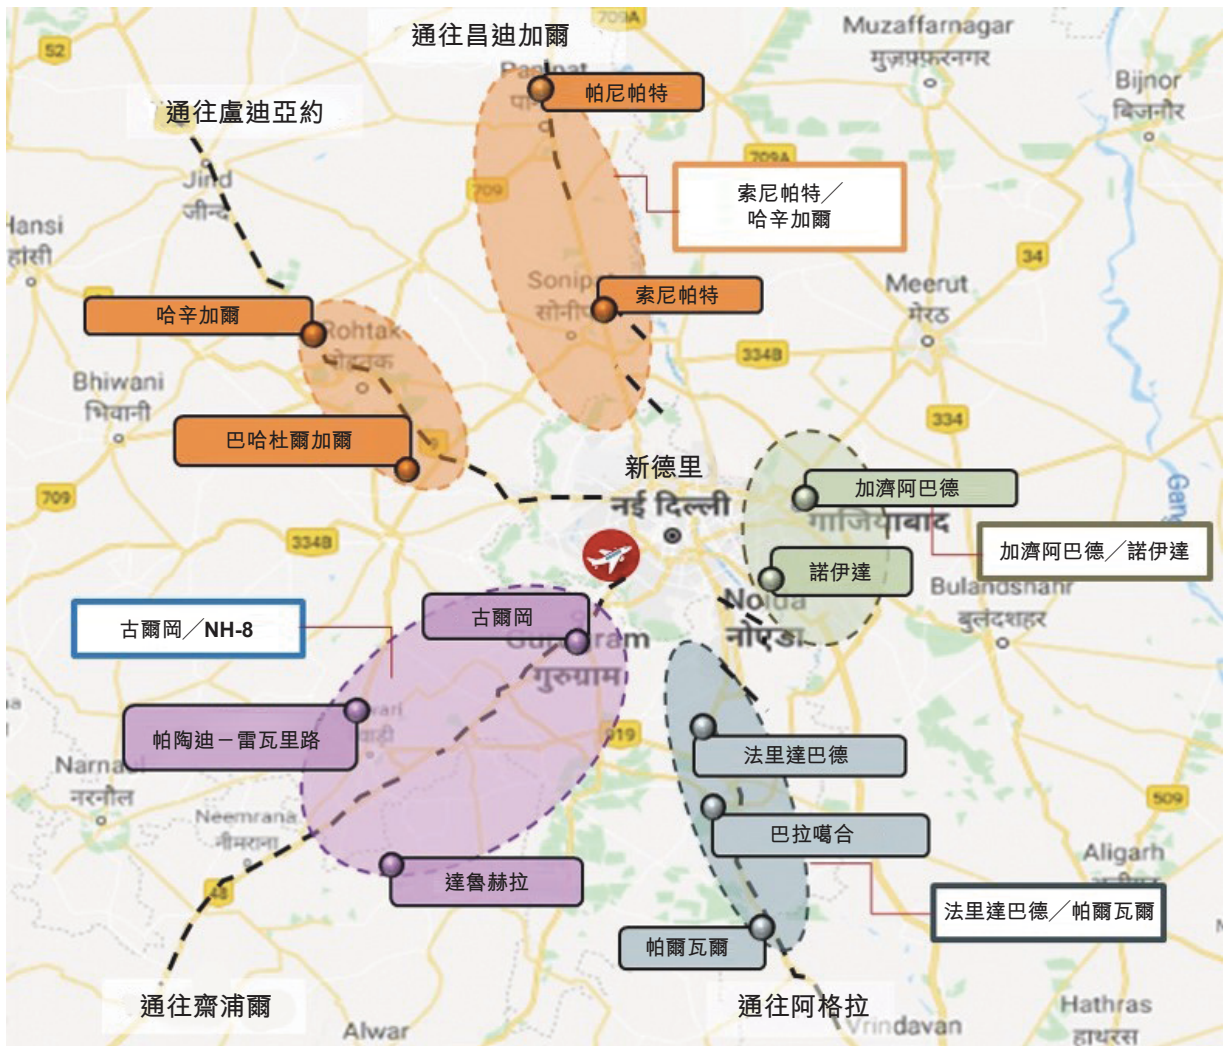 通往昌迪加爾
709A
Muzaffarnagar
मुज़फ़्फ़रनगर
52
Bijnor
बिजनौर
帕尼帕特
通往盧迪亞約
709A
Jind
जीन्द
709
索尼帕特／
哈辛加爾
Hansi
हांसी
34
Meerut
मेरठ
索尼帕特
哈辛加爾
Rohtak
334B
Bhiwani
भिवानी
334
巴哈杜爾加爾
新德里
नई दिल्ली
加濟阿巴德
गाजियाबाद
709
334B
加濟阿巴德／諾伊達
諾伊達
Bulandshahr
बुलंदशहर
Noida
नोएडा
古爾岡／NH-8
古爾岡
गुरुग्राम
帕陶迪－雷瓦里路
919
法里達巴德
Narnaul
नारनौल
509
Neemrana
नीमराना
巴拉噶合
Aligarh
達魯赫拉
48
法里達巴德／帕爾瓦爾
帕爾瓦爾
通往齋浦爾
通往阿格拉
Alwar
Vrindavan
Hathras
हाथरस